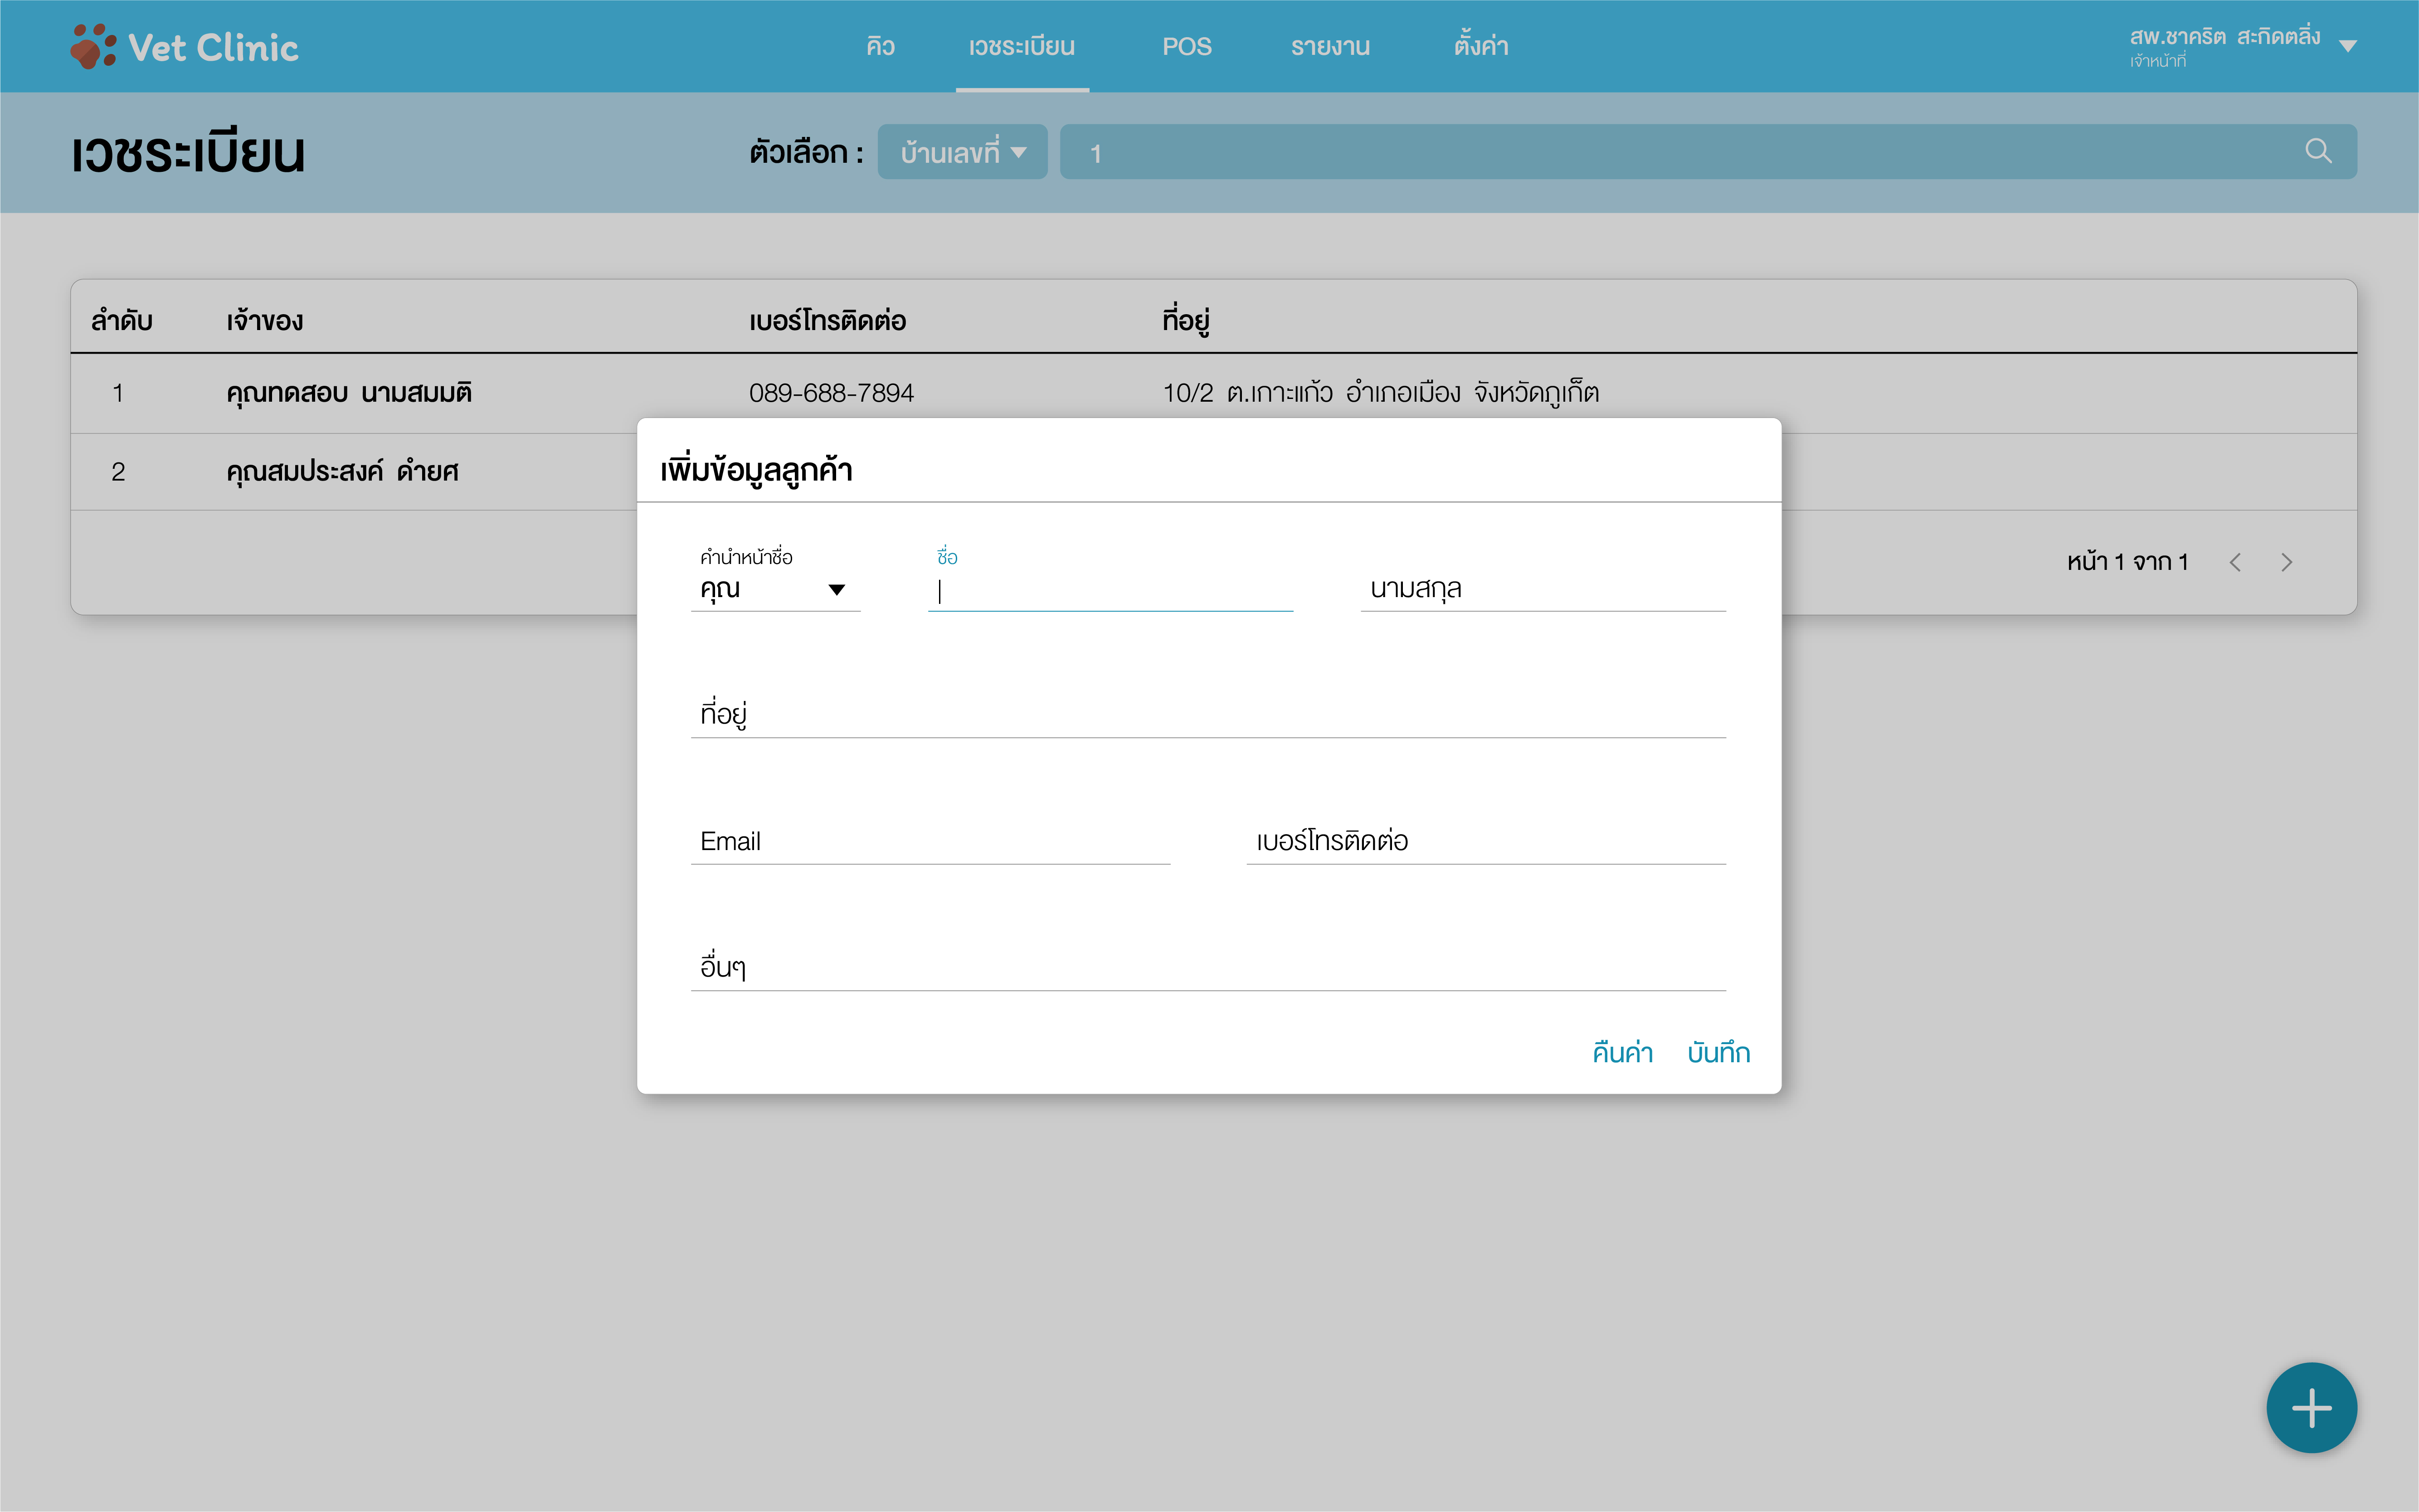 Vet Clinic
คิว เวชระเบียน POS รายงาน ตั้งค่า
สพ.ชาคริต สะกิดตลิ่ง
เจ้าหน้าที่
เวชระเบียน
ตัวเลือก : บ้านเลขที่ 1
ลำดับ เจ้าของ เบอร์โทรติดต่อ ที่อยู่
1 คุณทดสอบ นามสมมติ 089-688-7894 10/2 ต.เกาะแก้ว อำเภอเมือง จังหวัดภูเก็ต
2 คุณสมประสงค์ ดำยศ
หน้า 1 จาก 1
เพิ่มข้อมูลลูกค้า
คำนำหน้าชื่อ ชื่อ
คุณ นามสกุล
ที่อยู่
Email เบอร์โทรติดต่อ
อื่นๆ
คืนค่า บันทึก